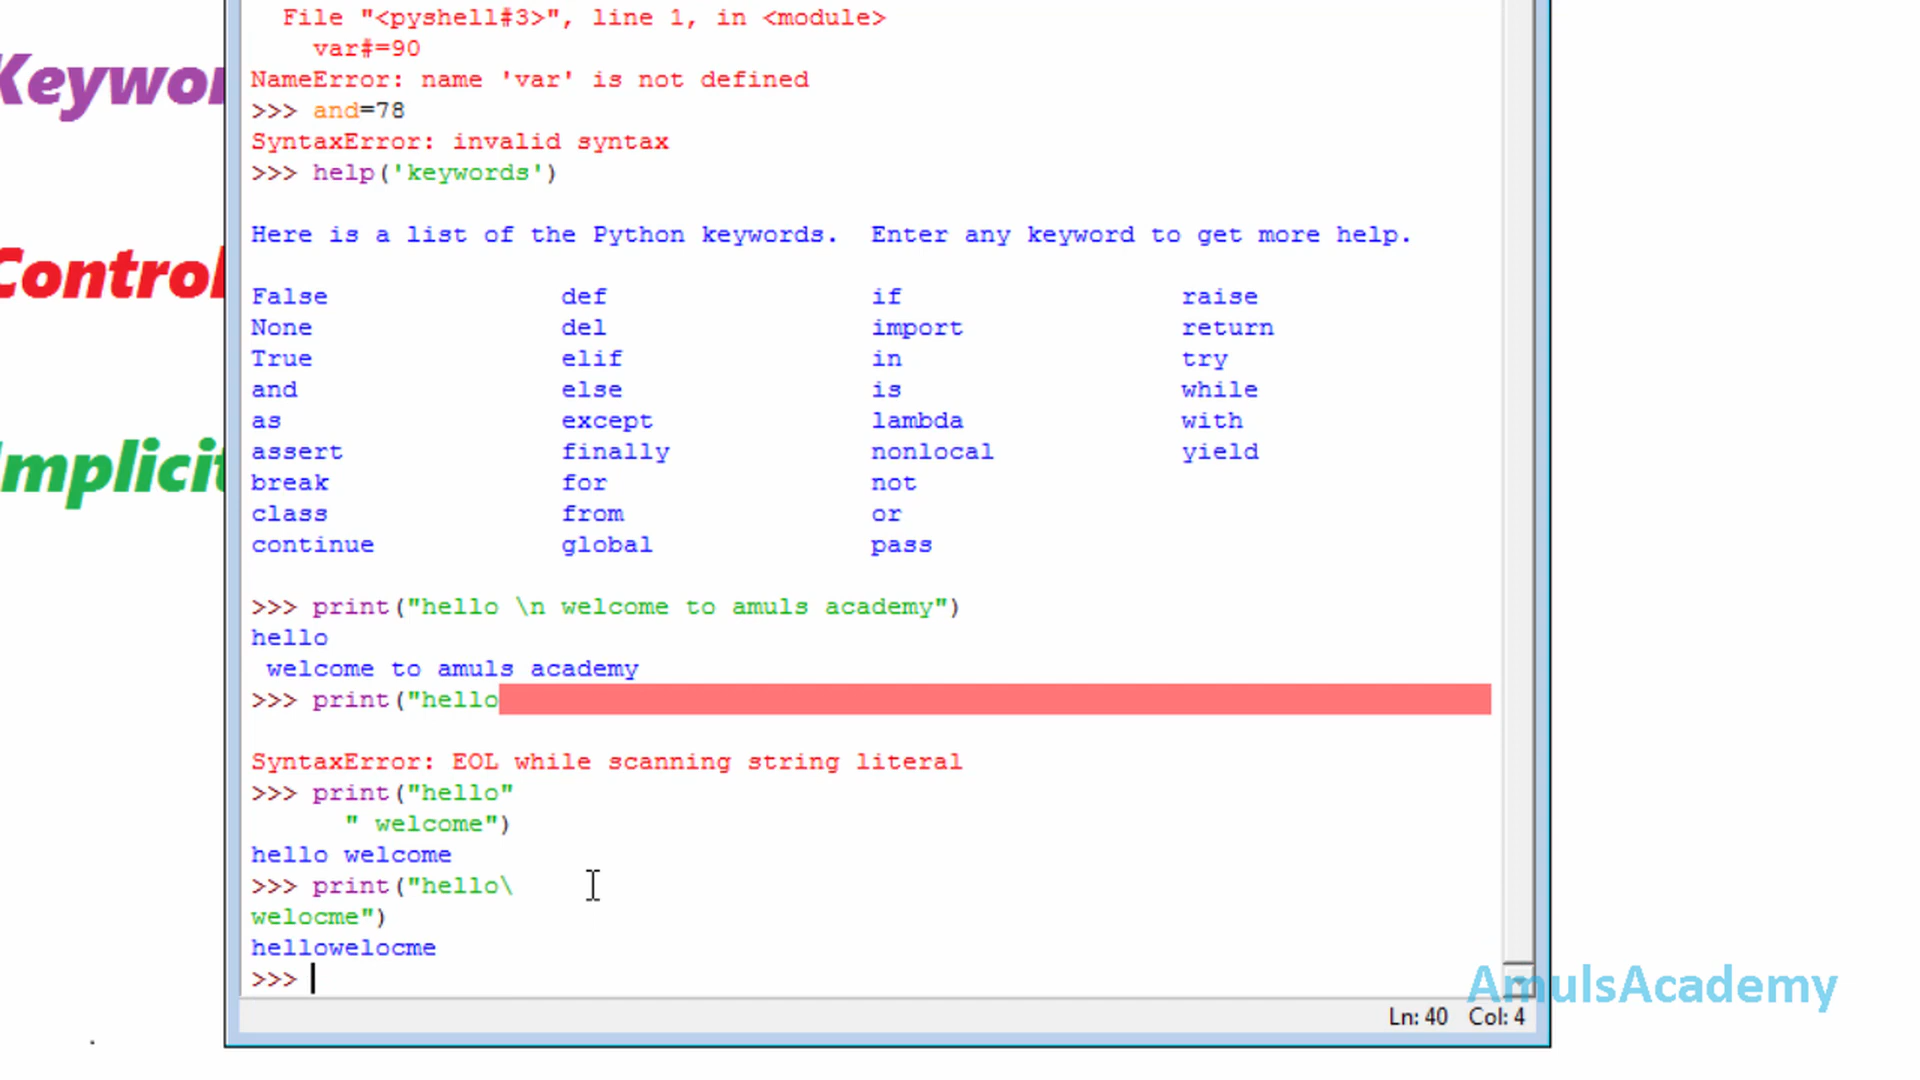 File "<pyshell#3>", line 1, in <module>
var#=90
NameError: name 'var' is not defined
>>> and=78
SyntaxError: invalid syntax
>>> help('keywords')
Here is a list of the Python keywords.  Enter any keyword to get more help.
False def if raise
None del import return
True elif in try
and else is while
as except lambda with
assert finally nonlocal yield
break for not
class from or
continue global pass
>>> print("hello \n welcome to amuls academy")
hello
welcome to amuls academy
>>> print("hello
SyntaxError: EOL while scanning string literal
>>> print("hello"
" welcome")
hello welcome
>>> print("hello\
welocme")
hellowelocme
>>>
Ln: 40 Col: 4
Keywor
Control
Implicit
AmulsAcademy